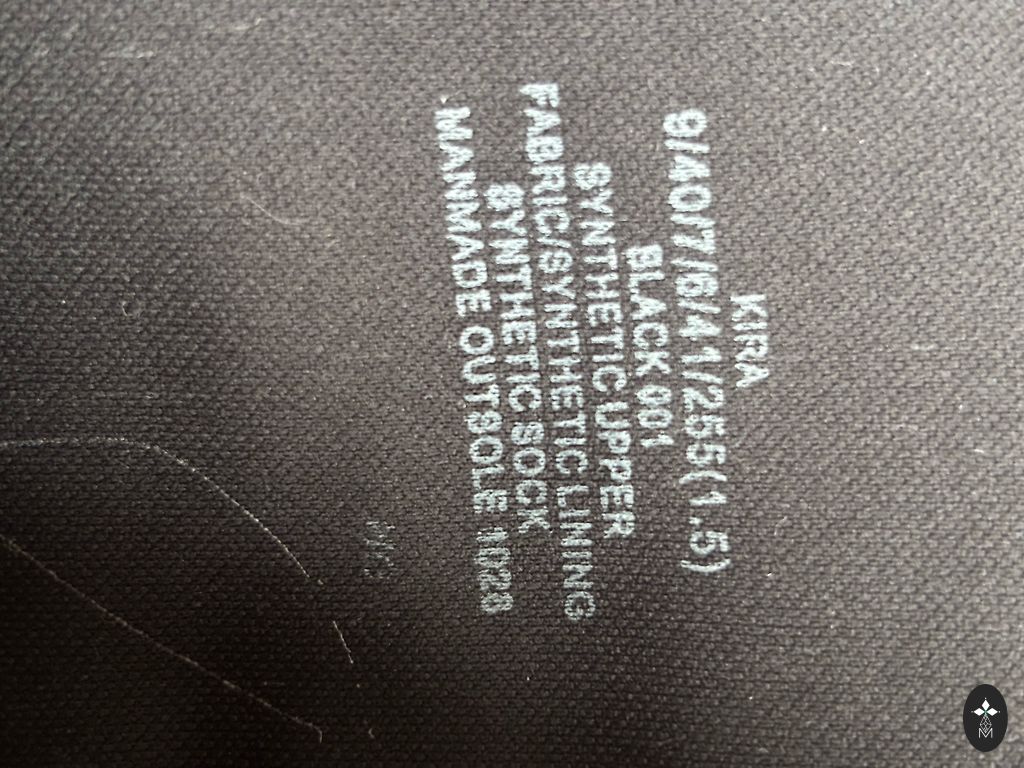 KIRA
9/40/7/6/41/255(1.5)
BLACK 001
SYNTHETIC UPPER
FABRIC/SYNTHETIC LINING
SYNTHETIC SOCK
MANMADE OUTSOLE 1028
M